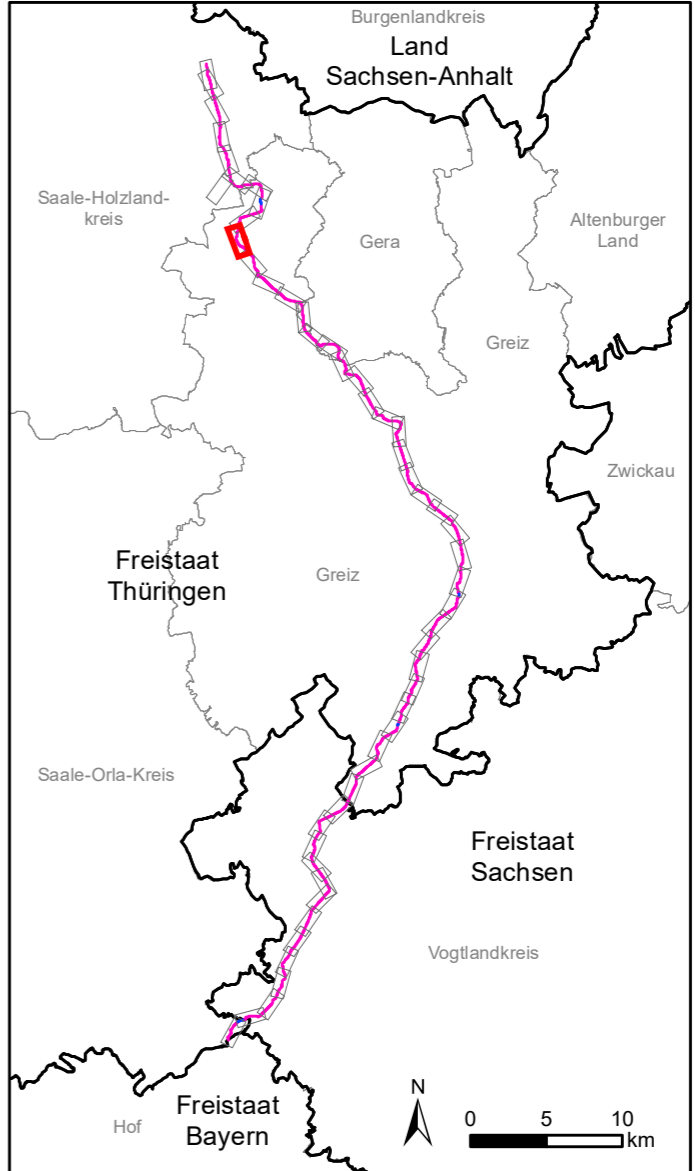 Burgenlandkreis
Land
Sachsen-Anhalt
Saale-Holzland-
kreis
Gera
Altenburger
Land
Greiz
Zwickau
Freistaat
Thüringen
Greiz
Saale-Orla-Kreis
Freistaat
Sachsen
Vogtlandkreis
Hof
Freistaat
Bayern
N
0 5 10
km